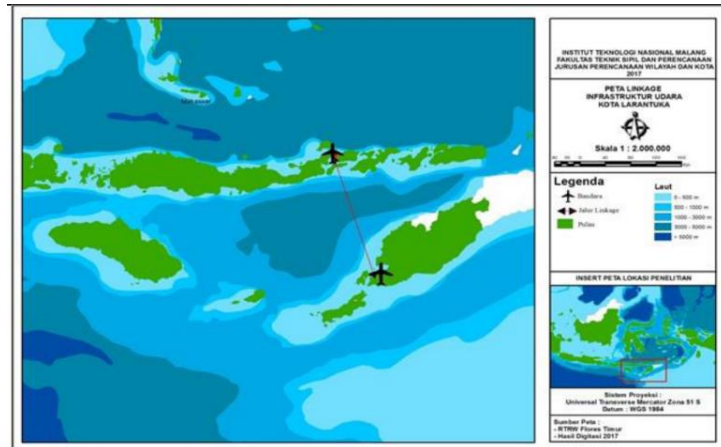 INSTITUT TEKNOLOGI NASIONAL MALANG
FAKULTAS TEKNIK SIPIL DAN PERENCANAAN
JURUSAN PERENCANAAN WILAYAH DAN KOTA
2017
PETA LINKAGE
INFRASTRUKTUR UDARA
KOTA LARANTUKA
Skala 1 : 2.000.000
Legenda
Bandara
Jalur Linkage
Pulau
Laut
0 - 500 m
500 - 1000 m
1000 - 3000 m
3000 - 5000 m
> 5000 m
INSERT PETA LOKASI PENELITIAN
Sistem Proyeksi :
Universal Transverse Mercator Zona 51 S
Datum : WGS 1984
Sumber Peta :
- RTRW Flores Timur
- Hasil Digitasi 2017